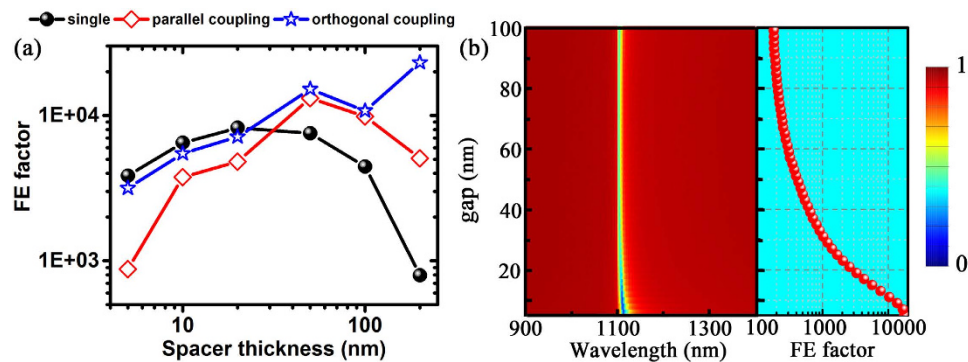 single parallel coupling orthogonal coupling
(a)
FE factor
1E+04
1E+03
10 100
Spacer thickness (nm)
(b)
gap (nm)
100
80
60
40
20
900 1100 1300
Wavelength (nm)
100 1000 10000
FE factor
1
0